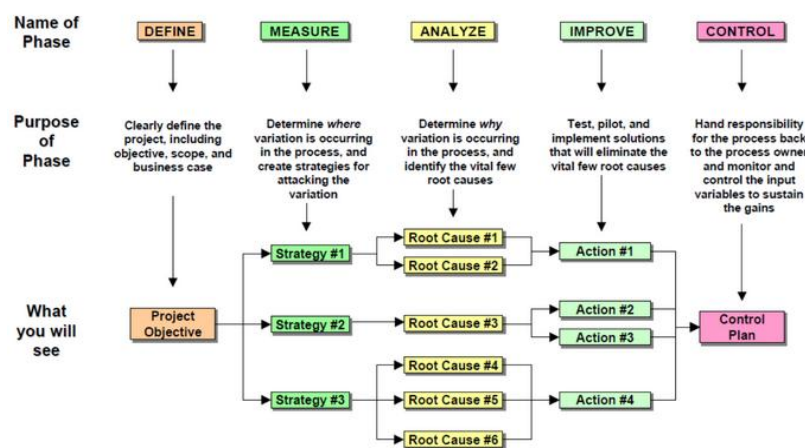 Name of
Phase
DEFINE
MEASURE
ANALYZE
IMPROVE
CONTROL
Purpose
of
Phase
Clearly define the
project, including
objective, scope, and
business case
Determine where
variation is occurring
in the process, and
create strategies for
attacking the
variation
Determine why
variation is occurring
in the process, and
identify the vital few
root causes
Test, pilot, and
implement solutions
that will eliminate the
vital few root causes
Hand responsibility
for the process back
to the process owner
and monitor and
control the input
variables to sustain
the gains
What
you will
see
Project
Objective
Strategy #1
Strategy #2
Strategy #3
Root Cause #1
Root Cause #2
Root Cause #3
Root Cause #4
Root Cause #5
Root Cause #6
Action #1
Action #2
Action #3
Action #4
Control
Plan